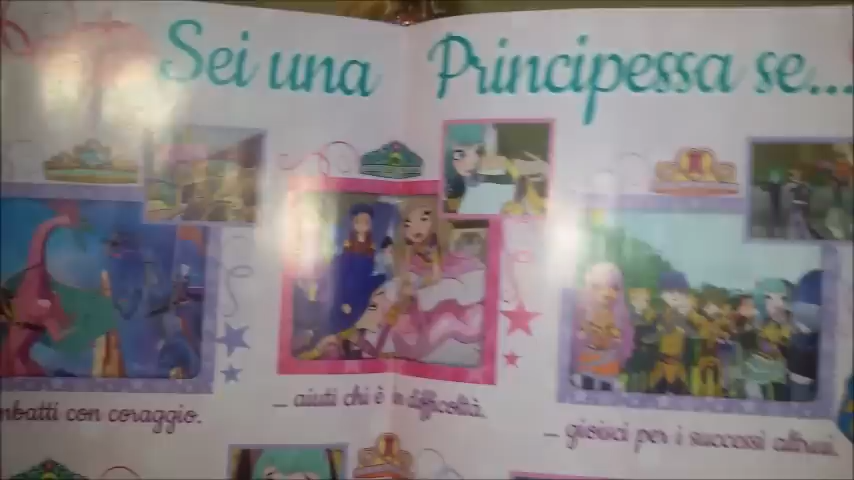 Sei una Principessa se...
mbatti con coraggio.
... aiuti chi è in difficoltà.
... gioisci per i successi altrui.